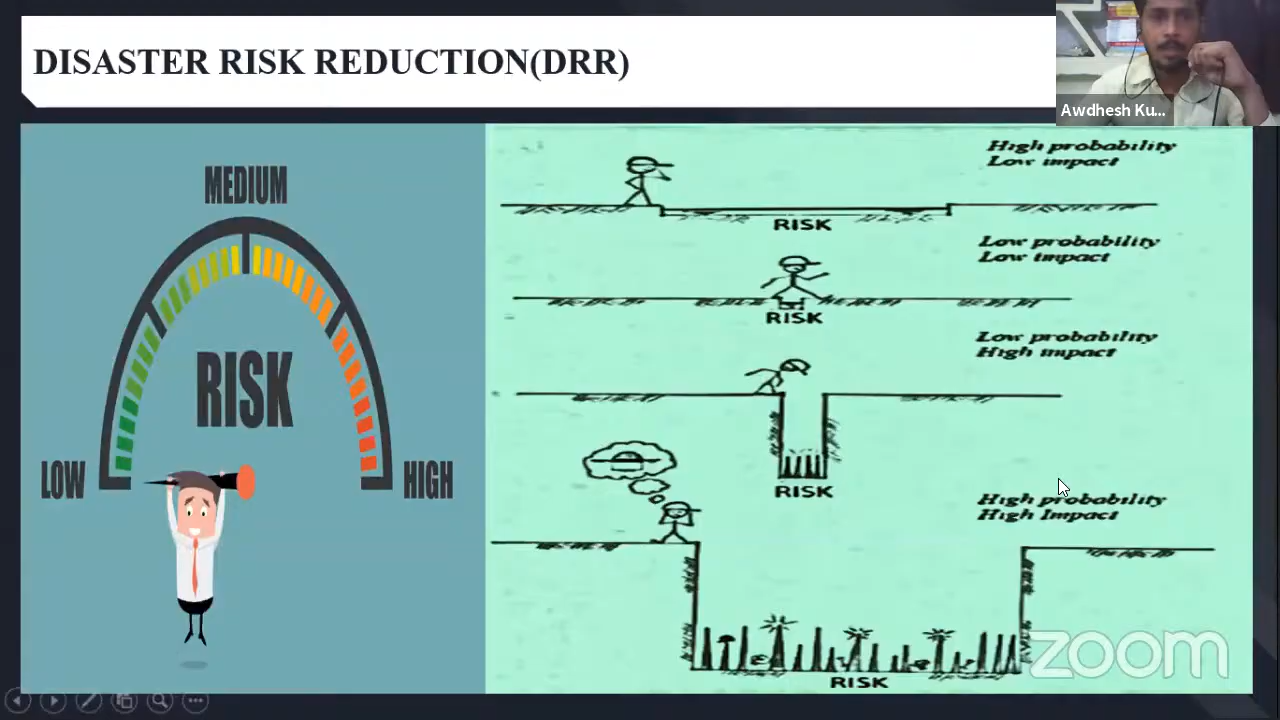 DISASTER RISK REDUCTION(DRR)
Awdhesh Ku...
MEDIUM
RISK
LOW
HIGH
High probability
Low impact
RISK
Low probability
Low impact
RISK
Low probability
High impact
RISK
High probability
High Impact
RISK
zoom